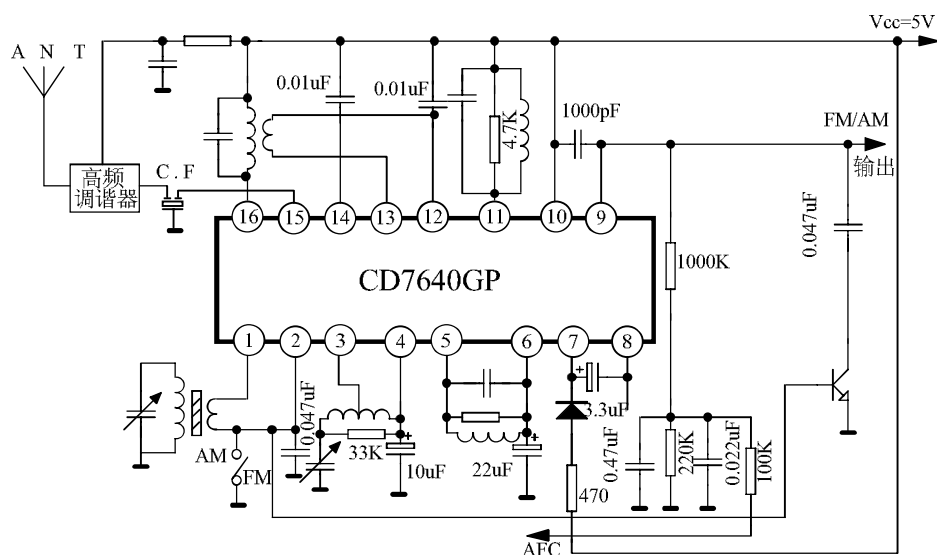 Vcc=5V
A N T
0.01uF
0.01uF
4.7K
1000pF
FM/AM
输出
高频
调谐器
C.F
16
15
14
13
12
11
10
9
0.047uF
1000K
CD7640GP
1
2
3
4
5
6
7
8
0.047uF
+
3.3uF
AM
FM
33K
+
10uF
22uF
+
470
0.47uF
220K
0.022uF
100K
AFC